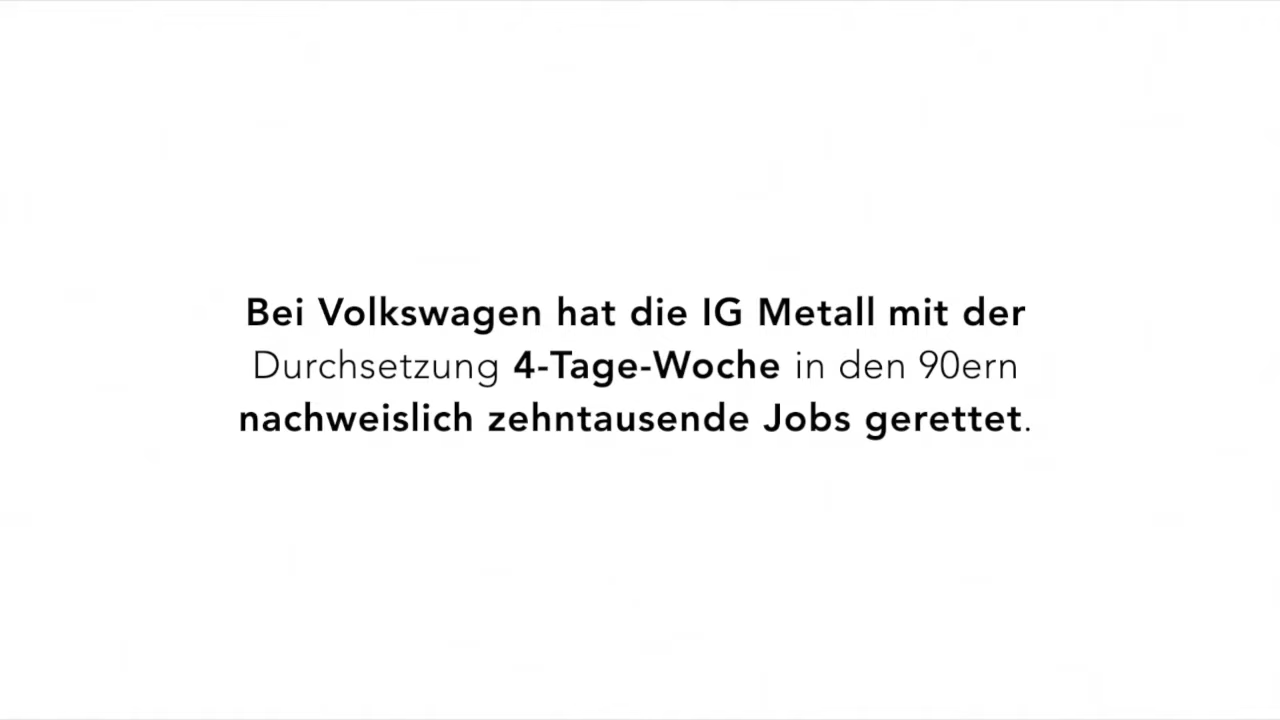 Bei Volkswagen hat die IG Metall mit der
Durchsetzung 4-Tage-Woche in den 90ern
nachweislich zehntausende Jobs gerettet.